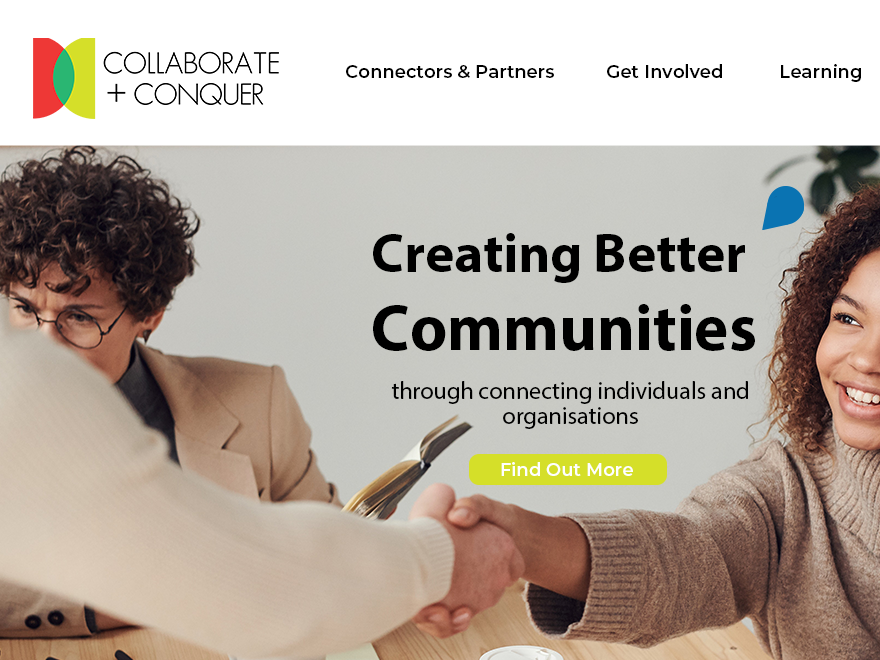 COLLABORATE
+ CONQUER
Connectors & Partners
Get Involved
Learning
Creating Better
Communities
through connecting individuals and
organisations
Find Out More